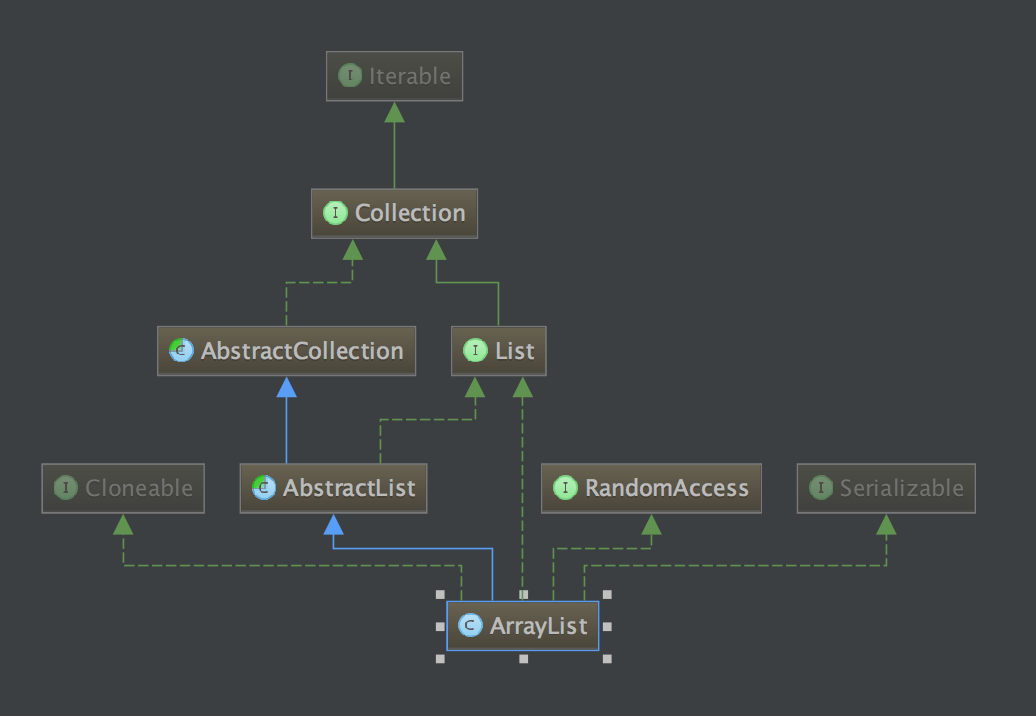 I Iterable
I Collection
C AbstractCollection
I List
I Cloneable
C AbstractList
I RandomAccess
I Serializable
C ArrayList